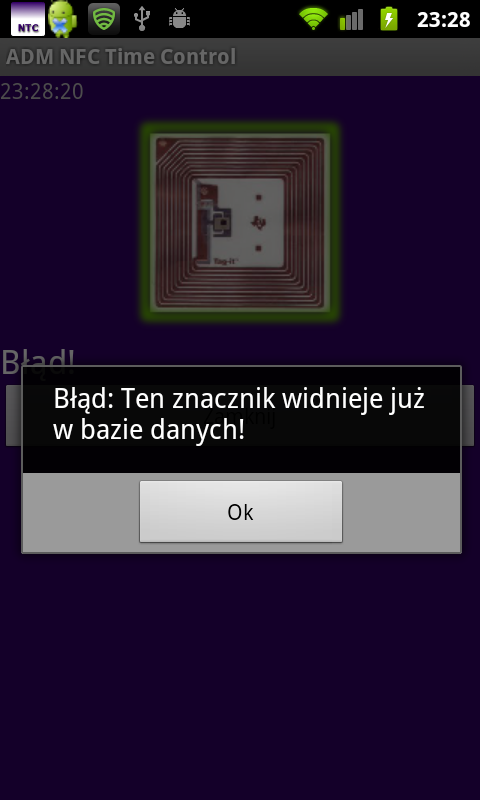 NTC
23:28
ADM NFC Time Control
23:28:20
Tag-it
Błąd!
Błąd: Ten znacznik widnieje już
w bazie danych!
Ok